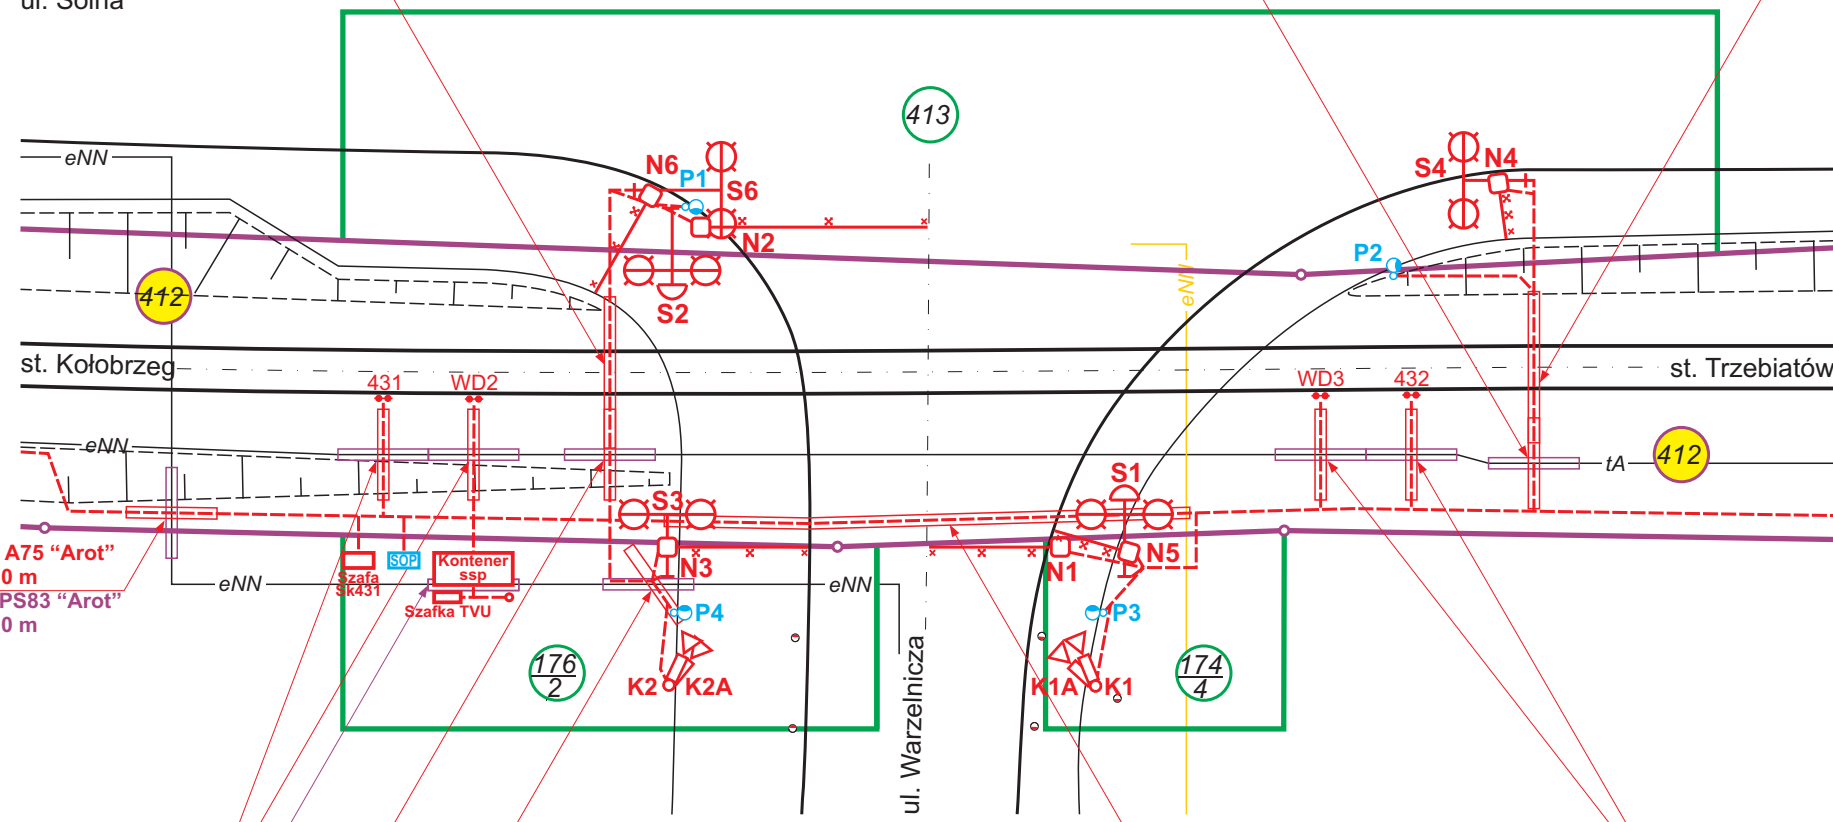 ul. Solna
413
eNN
N6
P1
S6
N2
S2
S4
N4
P2
eNN
412
st. Kołobrzeg
st. Trzebiatów
431
WD2
WD3
432
eNN
412
tA
S3
S1
A75 “Arot”
0 m
PS83 “Arot”
0 m
Szafa
Sk431
SOP
Kontener
ssp
Szafka TVU
N3
N1
N5
eNN
eNN
P4
P3
176
2
K2
K2A
K1A
K1
174
4
ul. Warzelnicza